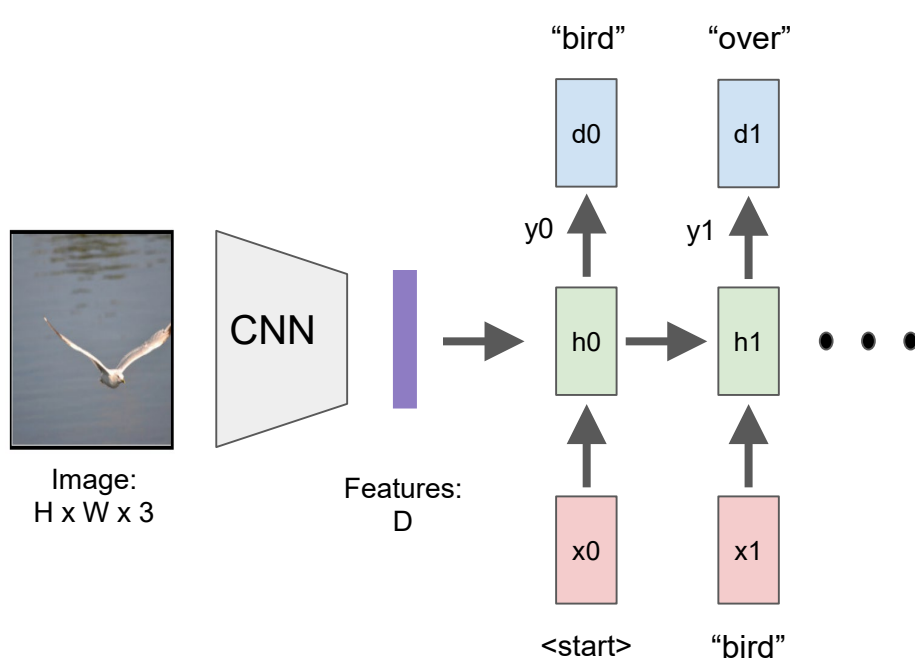 “bird”
“over”
d0
d1
y0
y1
CNN
h0
h1
Image:
H x W x 3
Features:
D
x0
x1
<start>
“bird”